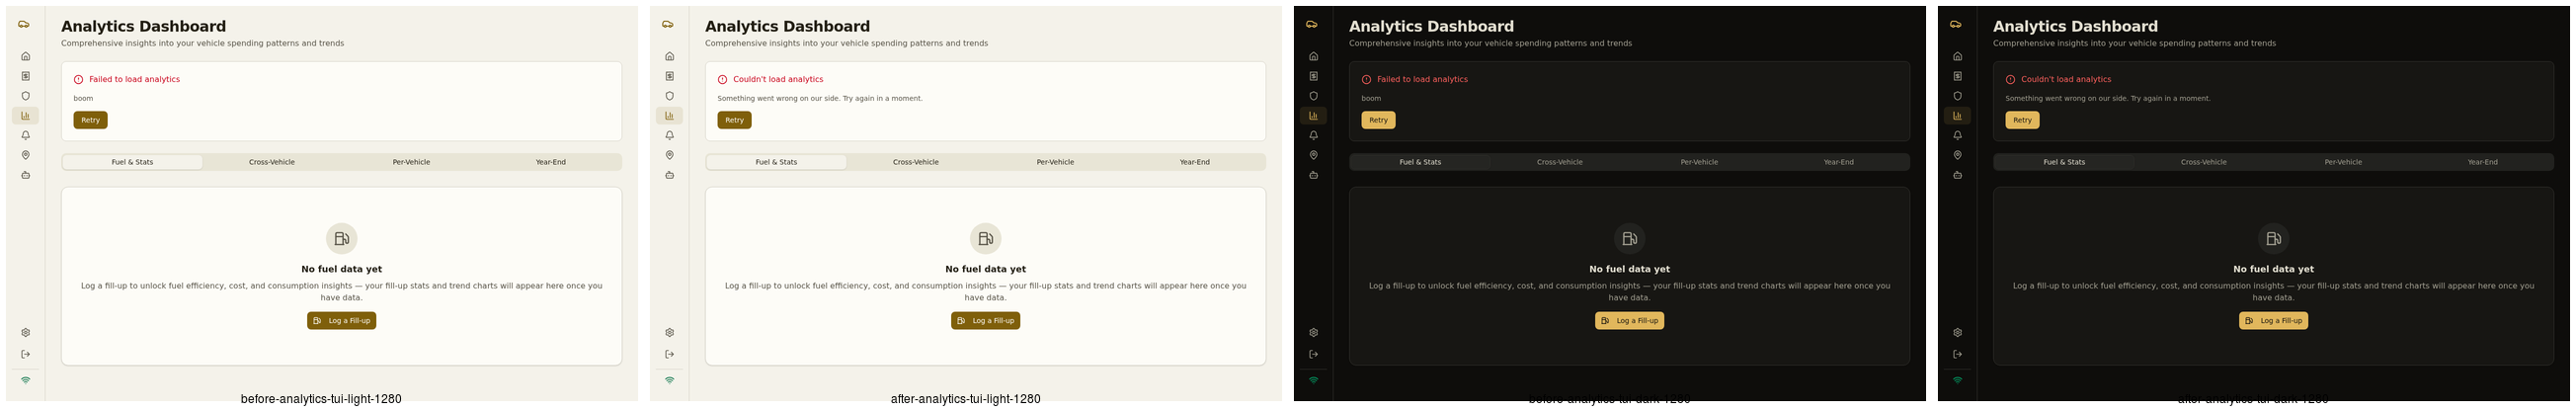 Analytics Dashboard
Comprehensive insights into your vehicle spending patterns and trends
Failed to load analytics
boom
Retry
Fuel & Stats
Cross-Vehicle
Per-Vehicle
Year-End
No fuel data yet
Log a fill-up to unlock fuel efficiency, cost, and consumption insights — your fill-up stats and trend charts will appear here once you
have data.
Log a Fill-up
before-analytics-tui-light-1280
Analytics Dashboard
Comprehensive insights into your vehicle spending patterns and trends
Couldn't load analytics
Something went wrong on our side. Try again in a moment.
Retry
Fuel & Stats
Cross-Vehicle
Per-Vehicle
Year-End
No fuel data yet
Log a fill-up to unlock fuel efficiency, cost, and consumption insights — your fill-up stats and trend charts will appear here once you
have data.
Log a Fill-up
after-analytics-tui-light-1280
Analytics Dashboard
Comprehensive insights into your vehicle spending patterns and trends
Failed to load analytics
boom
Retry
Fuel & Stats
Cross-Vehicle
Per-Vehicle
Year-End
No fuel data yet
Log a fill-up to unlock fuel efficiency, cost, and consumption insights — your fill-up stats and trend charts will appear here once you
have data.
Log a Fill-up
before-analytics-tui-dark-1280
Analytics Dashboard
Comprehensive insights into your vehicle spending patterns and trends
Couldn't load analytics
Something went wrong on our side. Try again in a moment.
Retry
Fuel & Stats
Cross-Vehicle
Per-Vehicle
Year-End
No fuel data yet
Log a fill-up to unlock fuel efficiency, cost, and consumption insights — your fill-up stats and trend charts will appear here once you
have data.
Log a Fill-up
after-analytics-tui-dark-1280